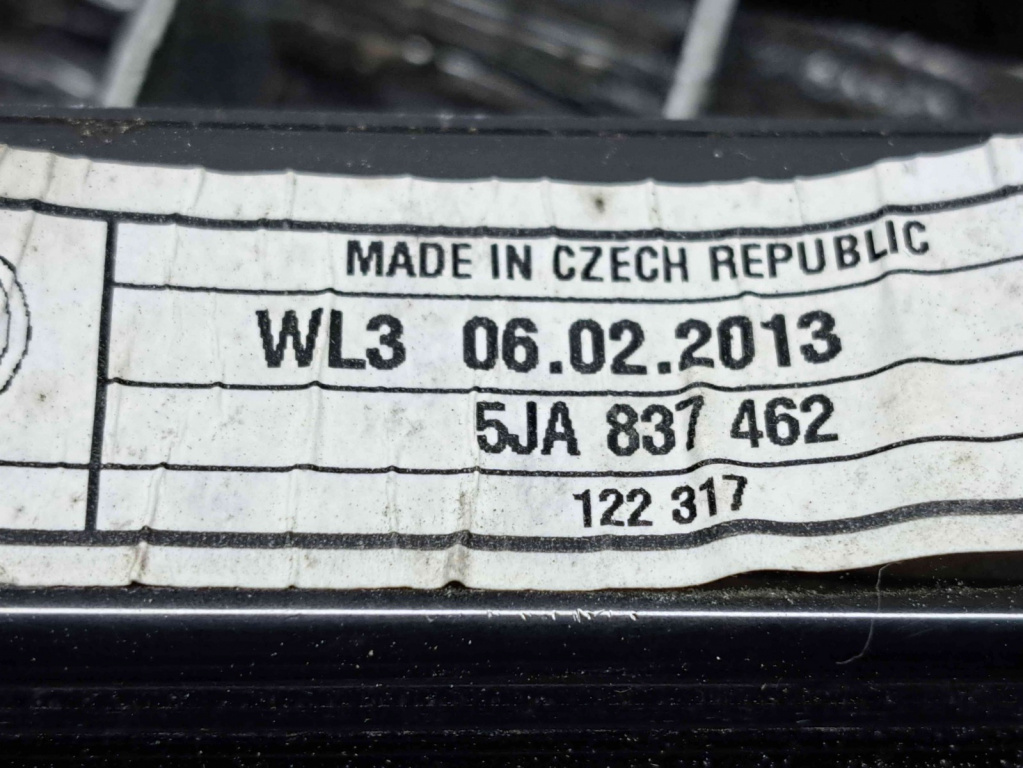 MADE IN CZECH REPUBLIC
WL3 06.02.2013
5JA 837 462
122 317